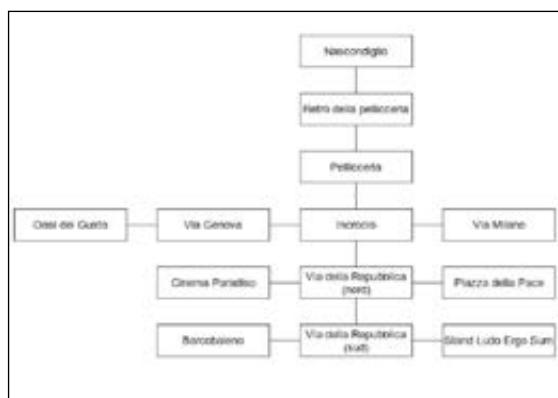 Nascondiglio
Retro della pellicceria
Pellicceria
Oasi del Gusto
Via Genova
Incrocio
Via Milano
Cinema Paradiso
Via della Repubblica
(nord)
Piazza della Pace
Via della Repubblica
(sud)
Stand Ludo Ergo Sum